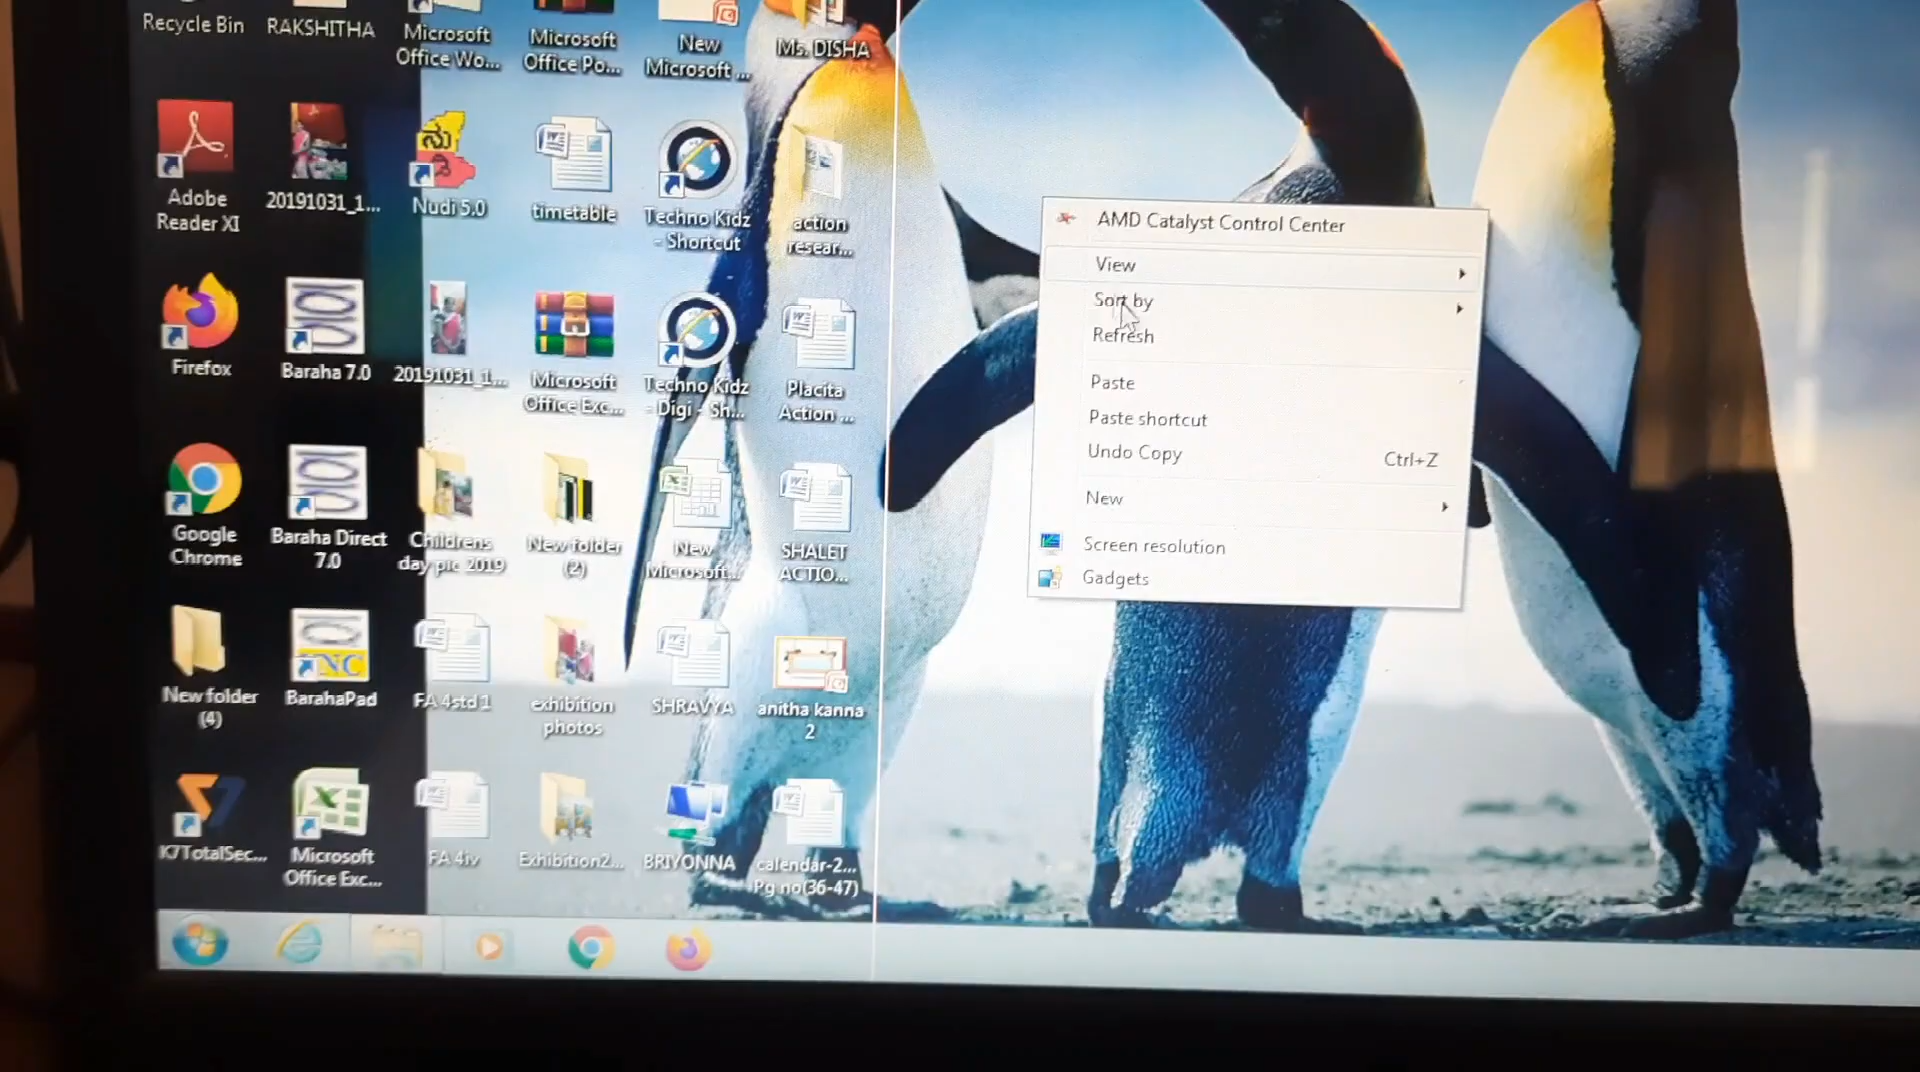 Recycle Bin
RAKSHITHA
Microsoft
Office Wo...
Microsoft
Office Po...
New
Microsoft ...
Ms. DISHA
Adobe
Reader XI
20191031_1...
ನು
Nudi 5.0
timetable
Techno Kidz
- Shortcut
action
resear...
Firefox
Baraha 7.0
20191031_1...
Microsoft
Office Exc...
Techno Kidz
- Digi - Sh...
Placita
Action ...
Google
Chrome
Baraha Direct
7.0
Childrens
day pic 2019
New folder
(2)
New
Microsoft...
SHALET
ACTIO...
New folder
(4)
BarahaPad
FA 4std 1
exhibition
photos
SHRAVYA
anitha kanna
2
K7TotalSec...
Microsoft
Office Exc...
FA 4iv
Exhibition2...
BRIYONNA
calendar-2...
Pg no(36-47)
AMD Catalyst Control Center
View
Sort by
Refresh
Paste
Paste shortcut
Undo Copy Ctrl+Z
New
Screen resolution
Gadgets